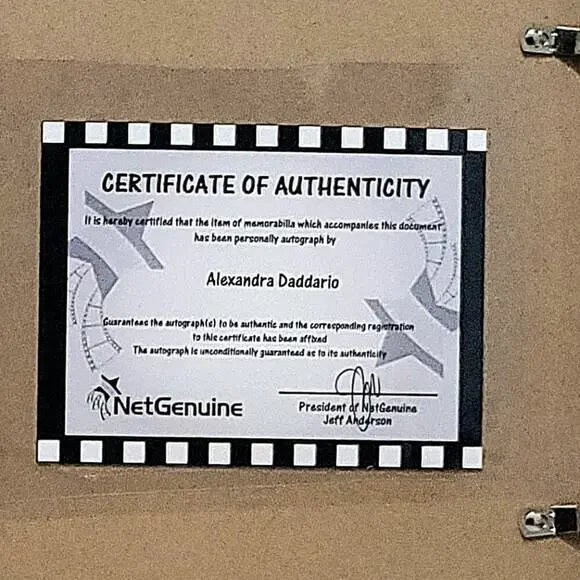 CERTIFICATE OF AUTHENTICITY
It is hereby certified that the item of memorabilia which accompanies this document
has been personally autograph by
Alexandra Daddario
Guarantees the autograph(s) to be authentic and the corresponding registration
to this certificate has been affixed
The autograph is unconditionally guaranteed as to its authenticity
NetGenuine
President of NetGenuine
Jeff Anderson